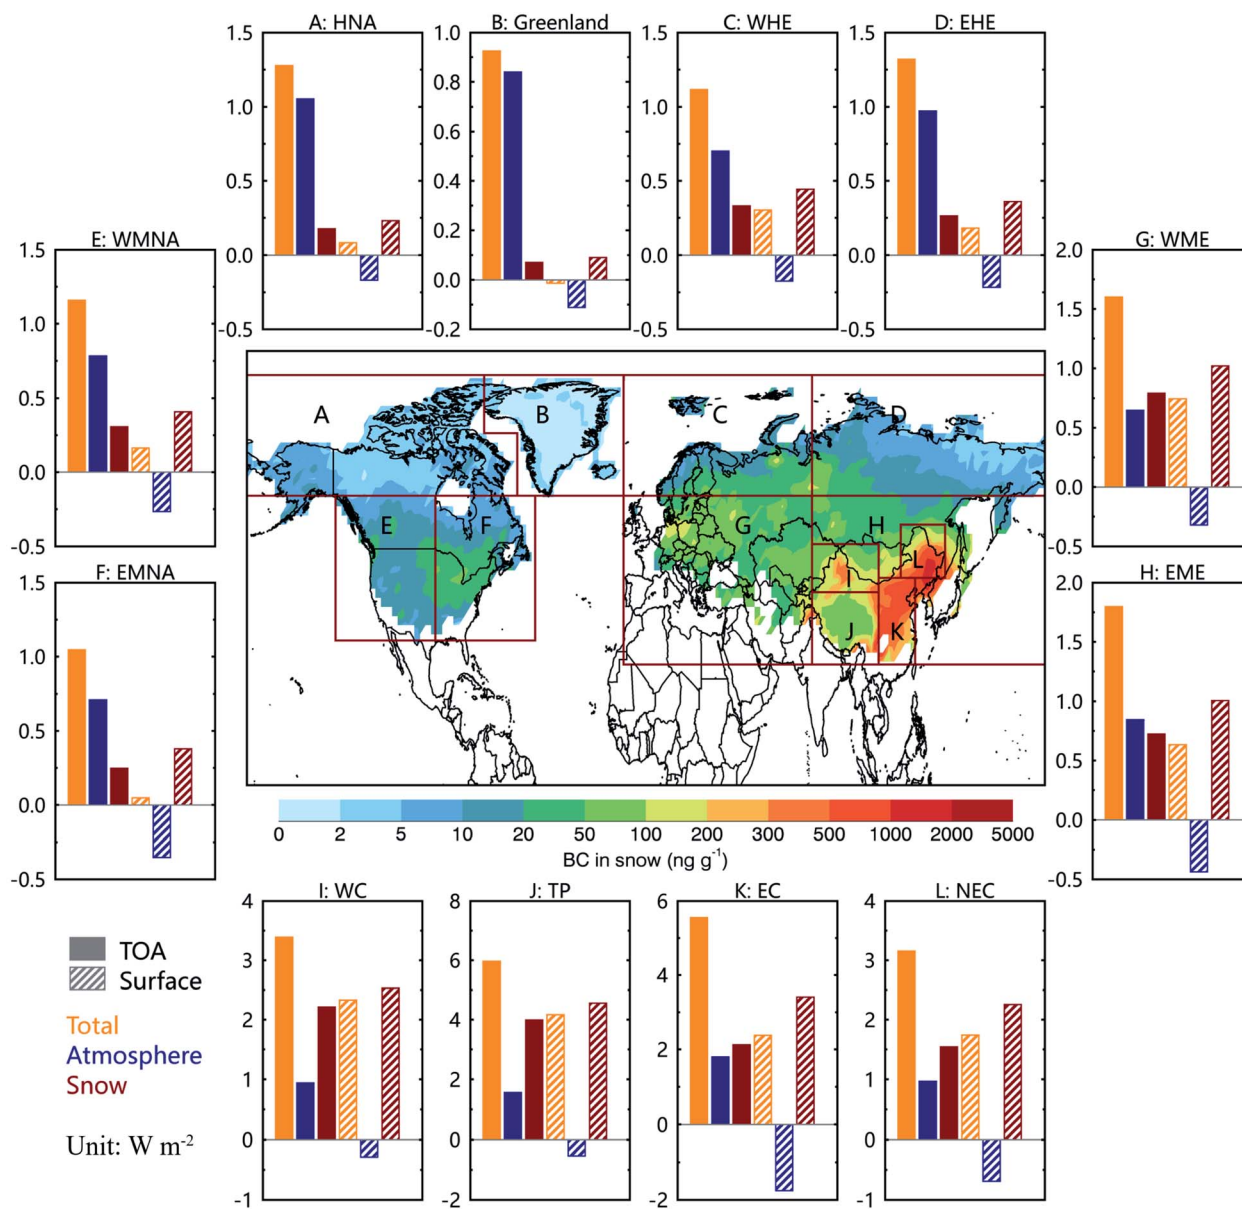 A: HNA
1.5
1.0
0.5
0.0
-0.5
B: Greenland
1.0
0.8
0.6
0.4
0.2
0.0
-0.2
C: WHE
1.5
1.0
0.5
0.0
-0.5
D: EHE
1.5
1.0
0.5
0.0
-0.5
E: WMNA
1.5
1.0
0.5
0.0
-0.5
G: WME
2.0
1.5
1.0
0.5
0.0
-0.5
A B C D
E F G H
I J K L
F: EMNA
1.5
1.0
0.5
0.0
-0.5
H: EME
2.0
1.5
1.0
0.5
0.0
-0.5
0 2 5 10 20 50 100 200 300 500 1000 2000 5000
BC in snow (ng g⁻¹)
TOA
Surface
Total
Atmosphere
Snow
Unit: W m⁻²
I: WC
4
3
2
1
0
-1
J: TP
8
6
4
2
0
-2
K: EC
6
4
2
0
-2
L: NEC
4
3
2
1
0
-1